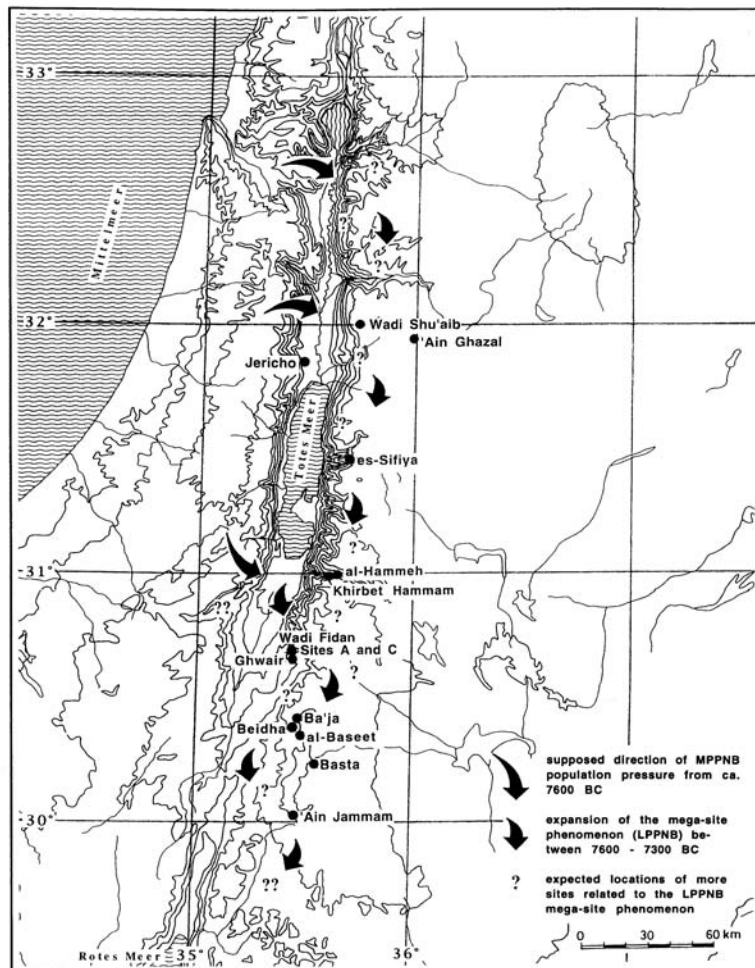 33°
?
Mittelmeer
?
?
32°
Wadi Shu'aib
'Ain Ghazal
?
Jericho
??
Totes Meer
es-Sifiya
?
31°
al-Hammeh
Khirbet Hammam
??
?
Wadi Fidan
Sites A and C
Ghwair
?
?
Ba'ja
Beidha
al-Baseet
Basta
?
'Ain Jammam
30°
??
supposed direction of MPPNB
population pressure from ca.
7600 BC
expansion of the mega-site
phenomenon (LPPNB) be-
tween 7600 - 7300 BC
? expected locations of more
sites related to the LPPNB
mega-site phenomenon
0 30 60 km
Rotes Meer
35°
36°